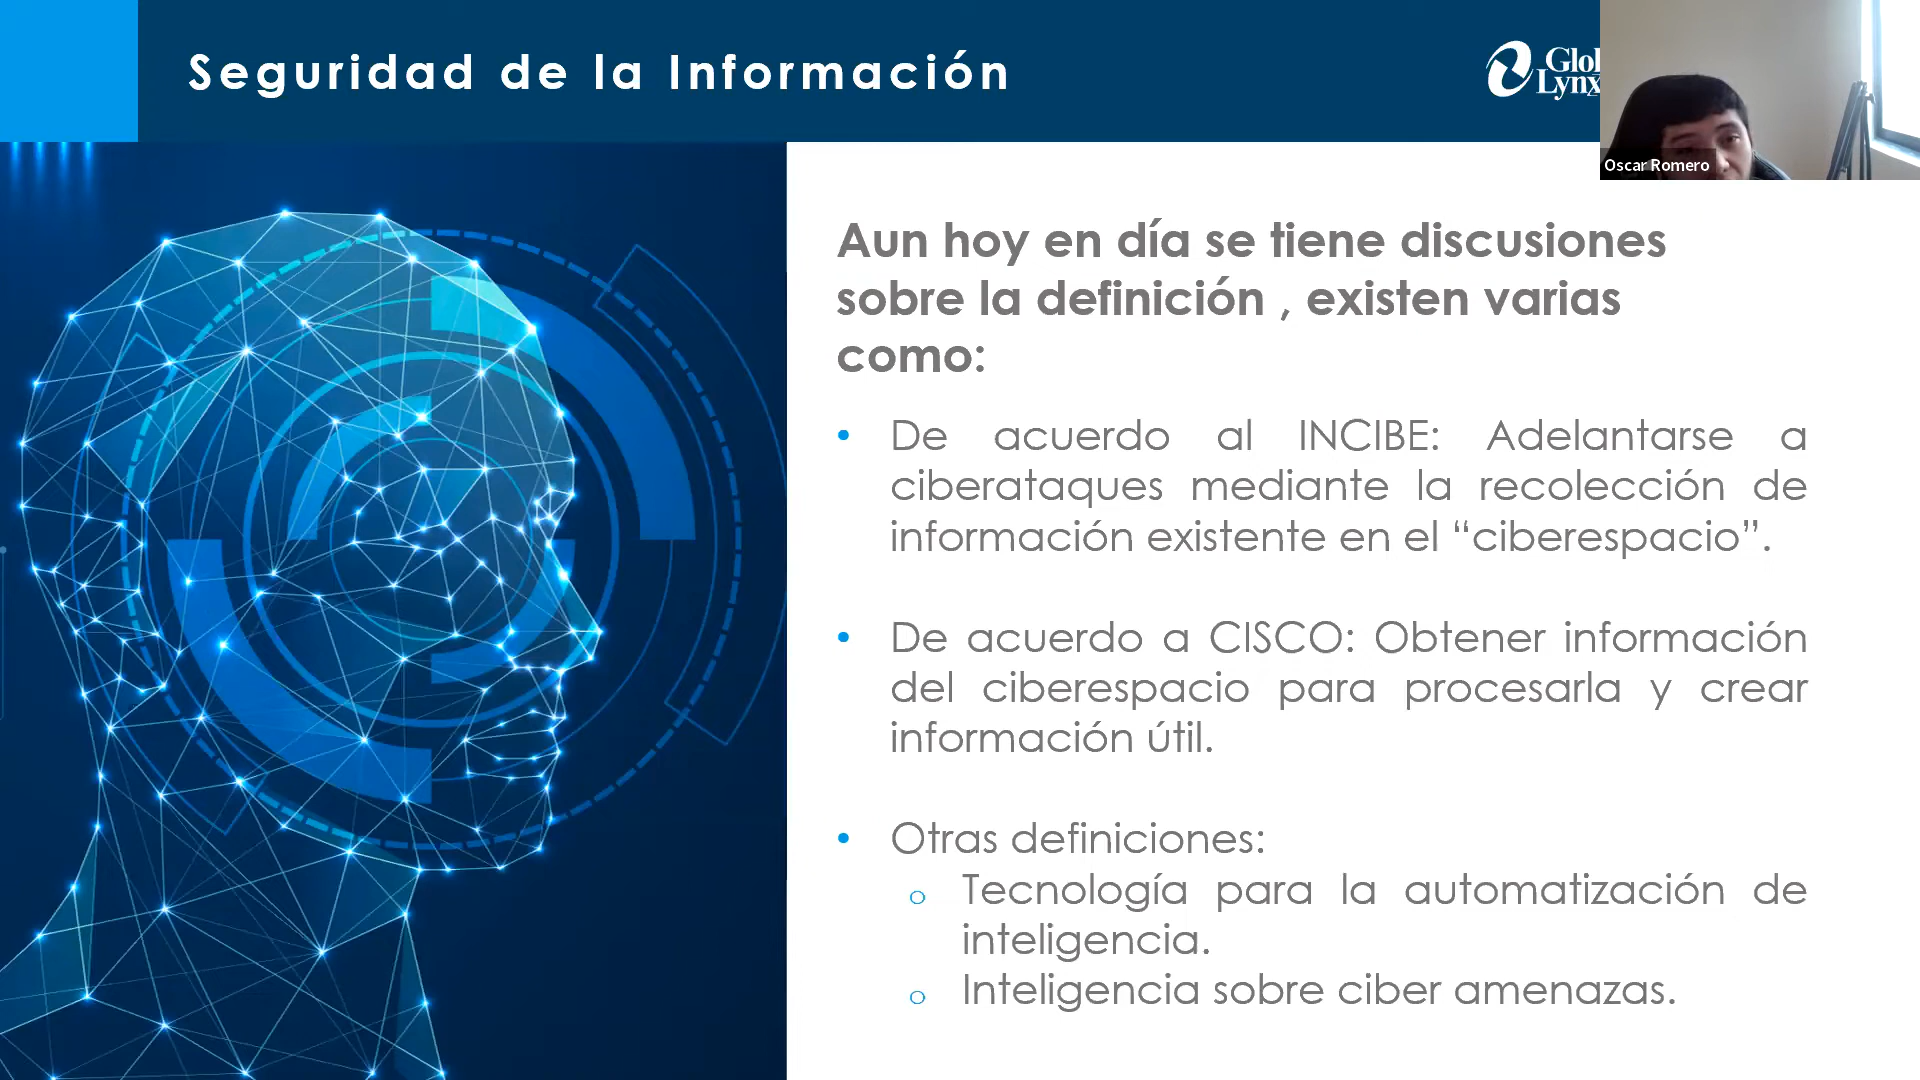 Seguridad de la Información
Lynx
Oscar Romero
Aun hoy en día se tiene discusiones
sobre la definición , existen varias
como:
• De acuerdo al INCIBE: Adelantarse a
ciberataques mediante la recolección de
información existente en el “ciberespacio”.
• De acuerdo a CISCO: Obtener información
del ciberespacio para procesarla y crear
información útil.
• Otras definiciones:
o Tecnología para la automatización de
inteligencia.
o Inteligencia sobre ciber amenazas.